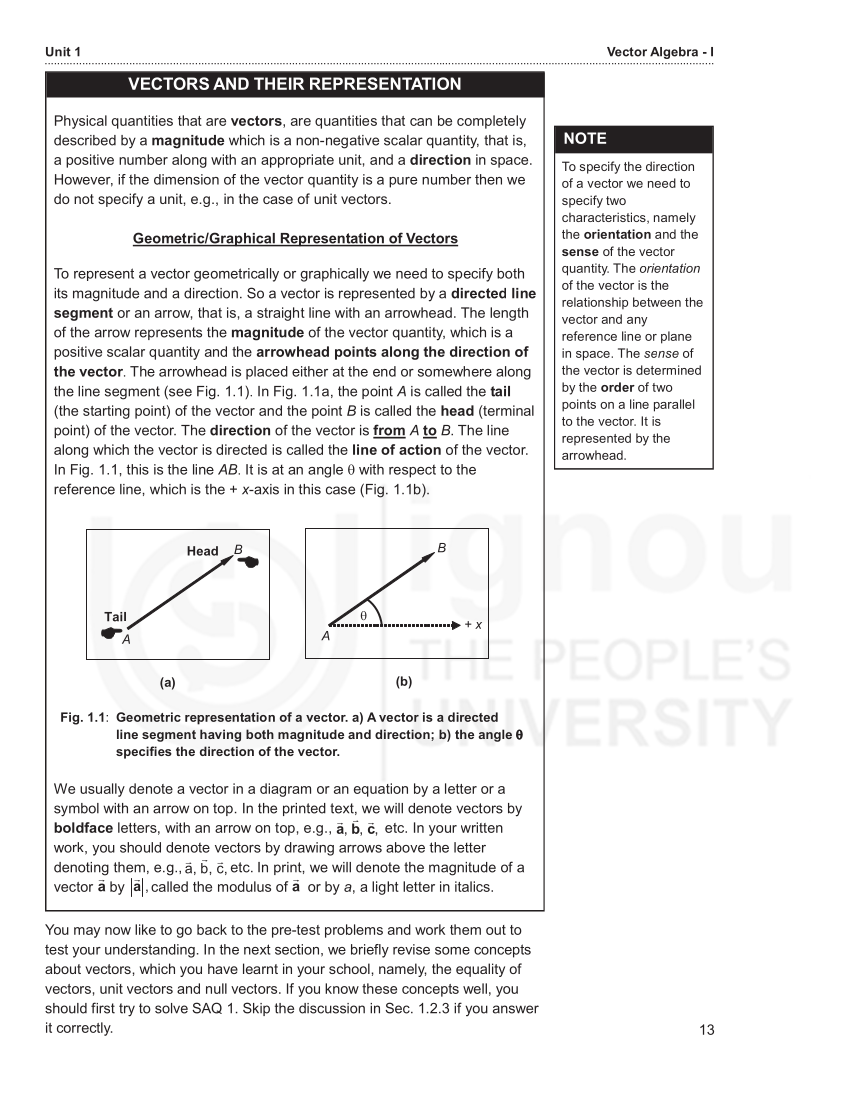 Unit 1
Vector Algebra - I
VECTORS AND THEIR REPRESENTATION
Physical quantities that are vectors, are quantities that can be completely
described by a magnitude which is a non-negative scalar quantity, that is,
a positive number along with an appropriate unit, and a direction in space.
However, if the dimension of the vector quantity is a pure number then we
do not specify a unit, e.g., in the case of unit vectors.
Geometric/Graphical Representation of Vectors
To represent a vector geometrically or graphically we need to specify both
its magnitude and a direction. So a vector is represented by a directed line
segment or an arrow, that is, a straight line with an arrowhead. The length
of the arrow represents the magnitude of the vector quantity, which is a
positive scalar quantity and the arrowhead points along the direction of
the vector. The arrowhead is placed either at the end or somewhere along
the line segment (see Fig. 1.1). In Fig. 1.1a, the point A is called the tail
(the starting point) of the vector and the point B is called the head (terminal
point) of the vector. The direction of the vector is from A to B. The line
along which the vector is directed is called the line of action of the vector.
In Fig. 1.1, this is the line AB. It is at an angle θ with respect to the
reference line, which is the + x-axis in this case (Fig. 1.1b).
NOTE
To specify the direction
of a vector we need to
specify two
characteristics, namely
the orientation and the
sense of the vector
quantity. The orientation
of the vector is the
relationship between the
vector and any
reference line or plane
in space. The sense of
the vector is determined
by the order of two
points on a line parallel
to the vector. It is
represented by the
arrowhead.
Head B
Tail
A
(a)
B
θ
+ x
A
(b)
Fig. 1.1: Geometric representation of a vector. a) A vector is a directed
line segment having both magnitude and direction; b) the angle θ
specifies the direction of the vector.
We usually denote a vector in a diagram or an equation by a letter or a
symbol with an arrow on top. In the printed text, we will denote vectors by
boldface letters, with an arrow on top, e.g., a⃗, b⃗, c⃗, etc. In your written
work, you should denote vectors by drawing arrows above the letter
denoting them, e.g., a⃗, b⃗, c⃗, etc. In print, we will denote the magnitude of a
vector a⃗ by |a⃗|, called the modulus of a⃗ or by a, a light letter in italics.
You may now like to go back to the pre-test problems and work them out to
test your understanding. In the next section, we briefly revise some concepts
about vectors, which you have learnt in your school, namely, the equality of
vectors, unit vectors and null vectors. If you know these concepts well, you
should first try to solve SAQ 1. Skip the discussion in Sec. 1.2.3 if you answer
it correctly.
13
ignou
THE PEOPLE'S
UNIVERSITY